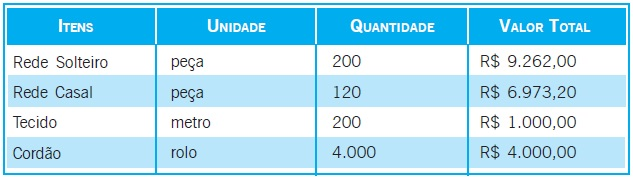 ITENS UNIDADE QUANTIDADE VALOR TOTAL
Rede Solteiro peça 200 R$ 9.262,00
Rede Casal peça 120 R$ 6.973,20
Tecido metro 200 R$ 1.000,00
Cordão rolo 4.000 R$ 4.000,00